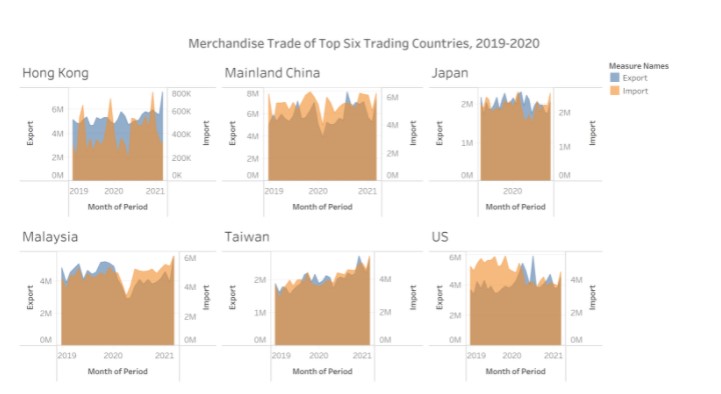 Merchandise Trade of Top Six Trading Countries, 2019-2020
Measure Names
Export
Import
Hong Kong
Export
6M
4M
2M
0M
800K
600K
400K
200K
0K
Import
2019 2020 2021
Month of Period
Mainland China
Export
8M
6M
4M
2M
0M
6M
4M
2M
0M
Import
2019 2020 2021
Month of Period
Japan
Export
2M
1M
0M
2M
1M
0M
Import
2020
Month of Period
Malaysia
Export
4M
2M
0M
6M
4M
2M
0M
Import
2019 2020 2021
Month of Period
Taiwan
Export
2M
1M
0M
4M
2M
0M
Import
2019 2020 2021
Month of Period
US
Export
6M
4M
2M
0M
4M
2M
0M
Import
2019 2020 2021
Month of Period